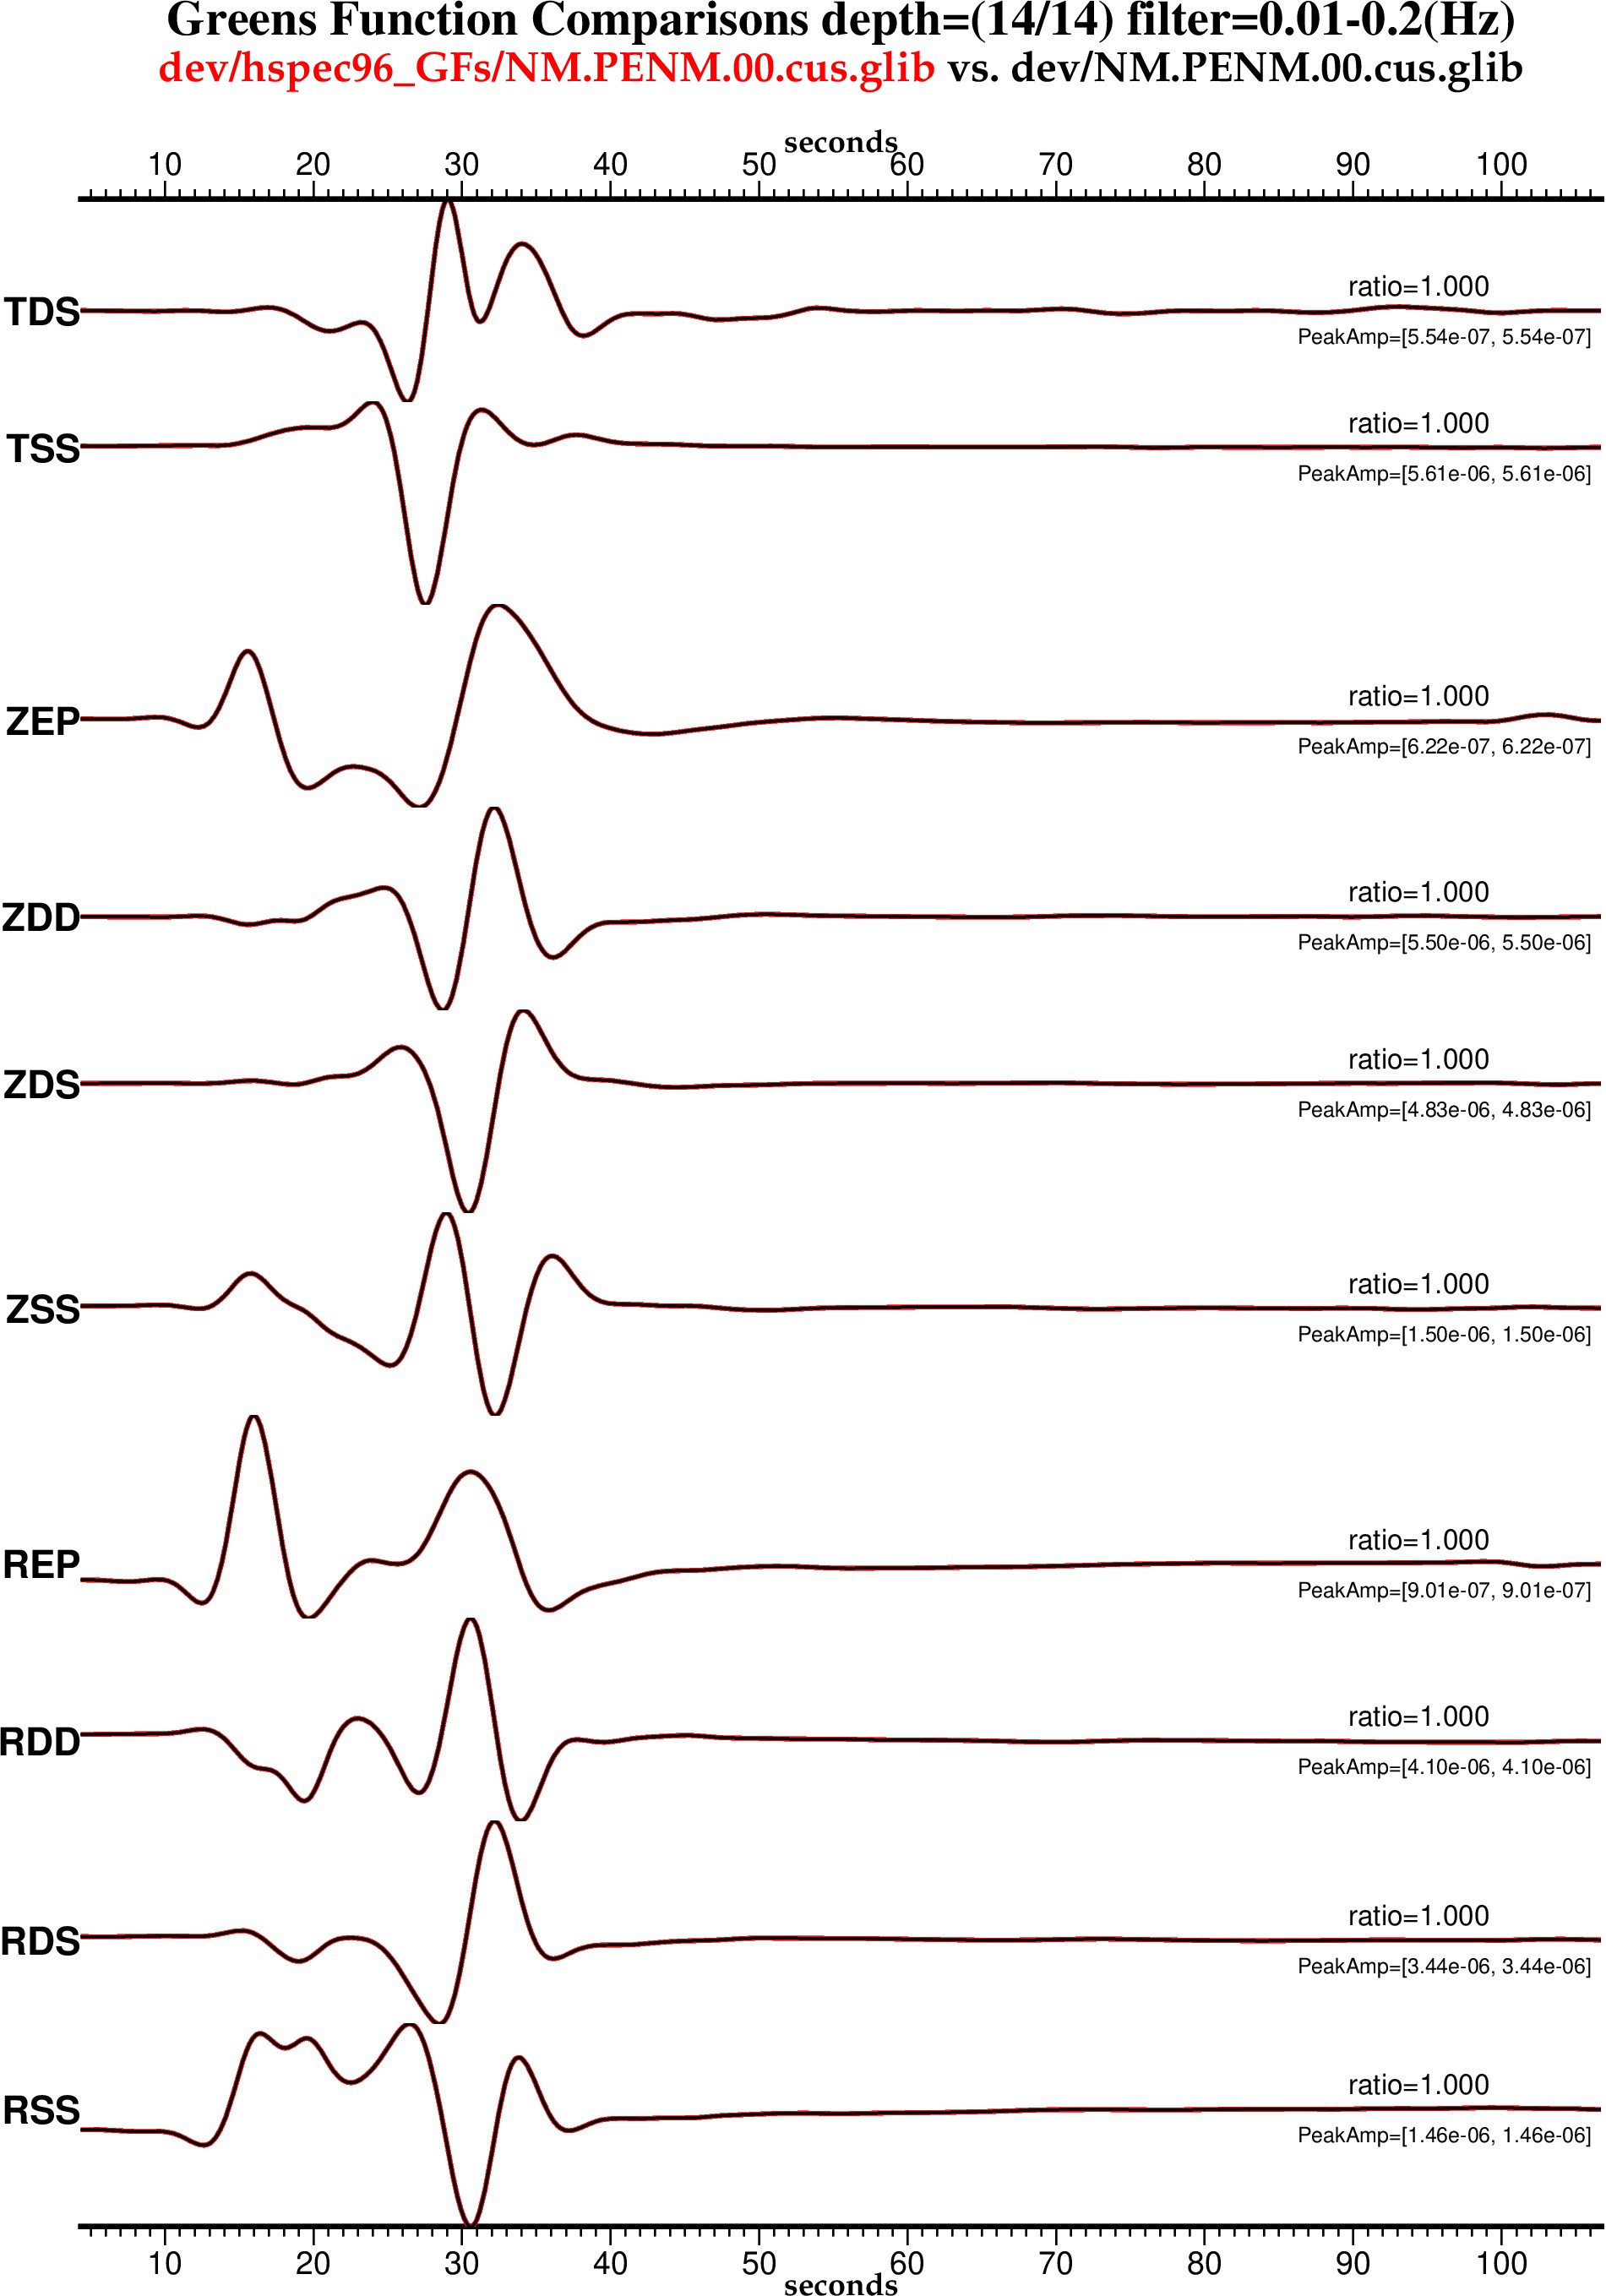 Greens Function Comparisons depth=(14/14) filter=0.01-0.2(Hz)
dev/hspec96_GFs/NM.PENM.00.cus.glib vs. dev/NM.PENM.00.cus.glib
seconds
10 20 30 40 50 60 70 80 90 100
ratio=1.000
TDS
PeakAmp=[5.54e-07, 5.54e-07]
ratio=1.000
TSS
PeakAmp=[5.61e-06, 5.61e-06]
ratio=1.000
ZEP
PeakAmp=[6.22e-07, 6.22e-07]
ratio=1.000
ZDD
PeakAmp=[5.50e-06, 5.50e-06]
ratio=1.000
ZDS
PeakAmp=[4.83e-06, 4.83e-06]
ratio=1.000
ZSS
PeakAmp=[1.50e-06, 1.50e-06]
ratio=1.000
REP
PeakAmp=[9.01e-07, 9.01e-07]
ratio=1.000
RDD
PeakAmp=[4.10e-06, 4.10e-06]
ratio=1.000
RDS
PeakAmp=[3.44e-06, 3.44e-06]
ratio=1.000
RSS
PeakAmp=[1.46e-06, 1.46e-06]
10 20 30 40 50 60 70 80 90 100
seconds